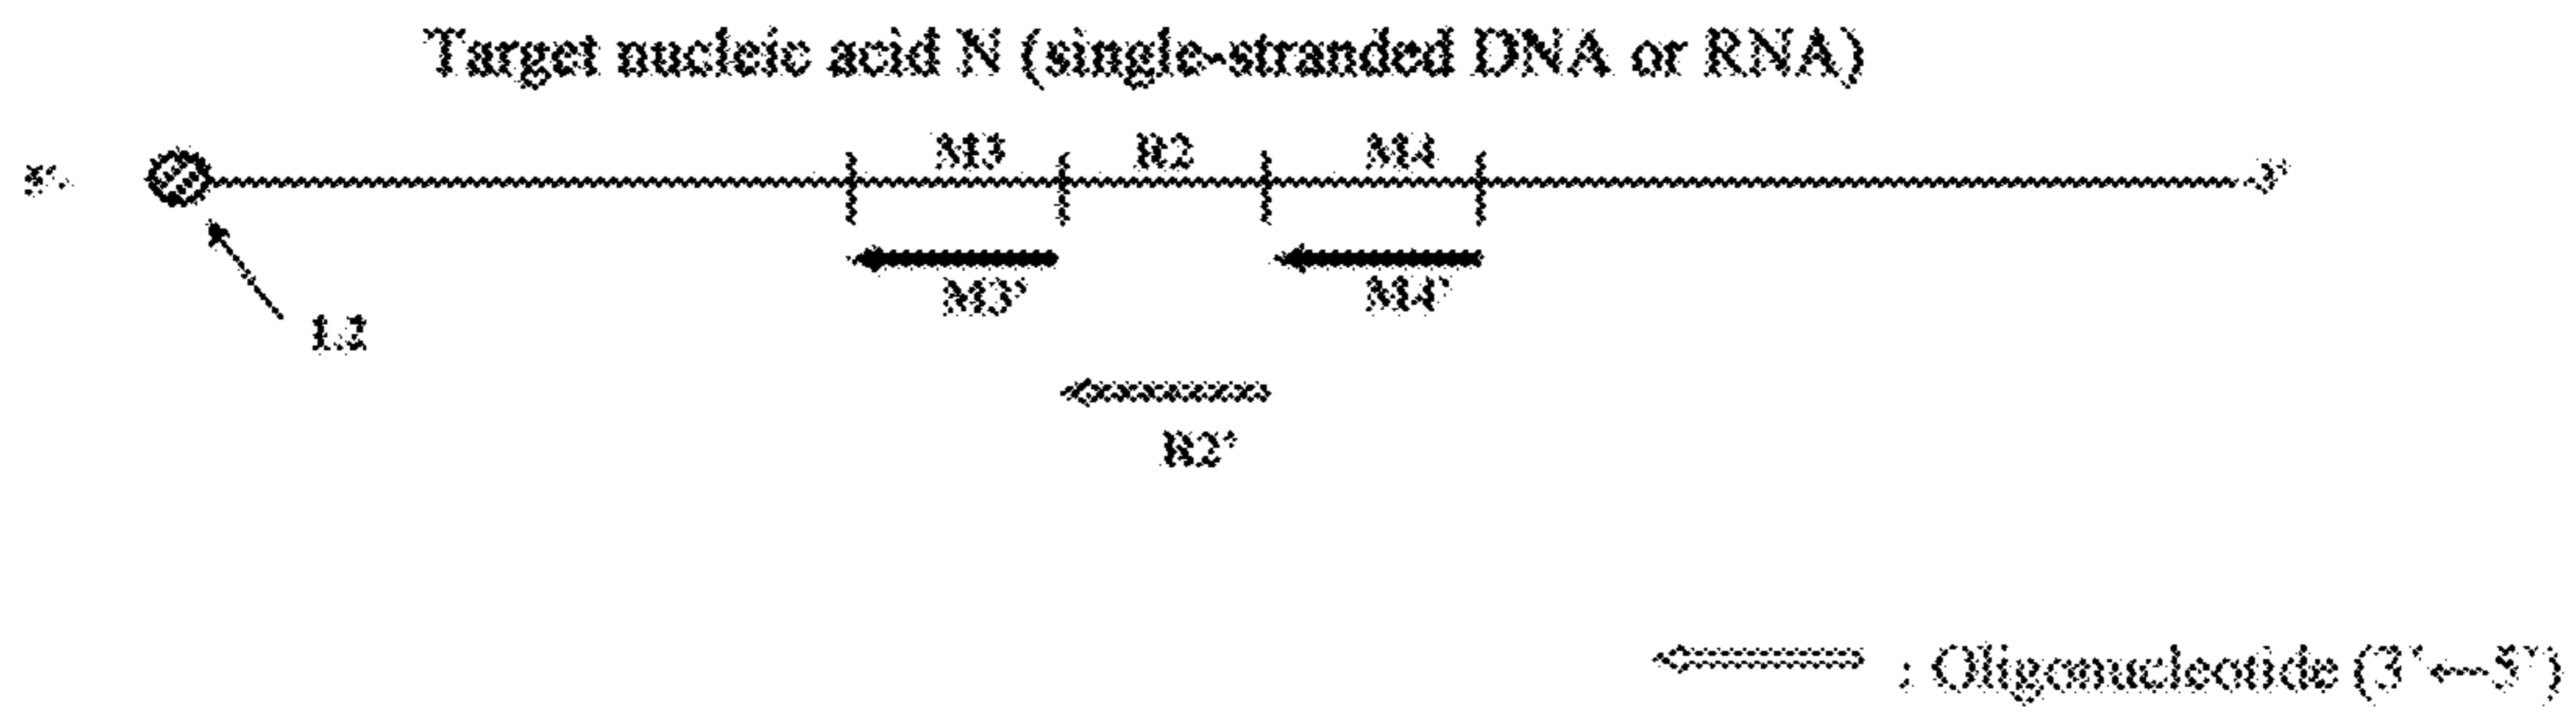 Target nucleic acid N (single-stranded DNA or RNA)
5'- M3 R2 M4 -3'
M3' M4'
L2
R2'
: Oligonucleotide (3'←5')